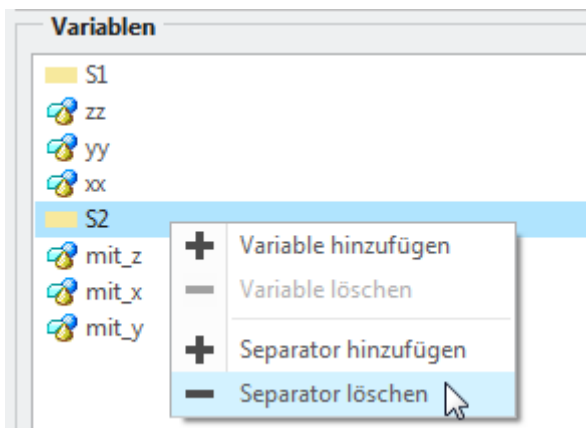 Variablen
S1
zz
yy
xx
S2
mit_z
mit_x
mit_y
Variable hinzufügen
Variable löschen
Separator hinzufügen
Separator löschen